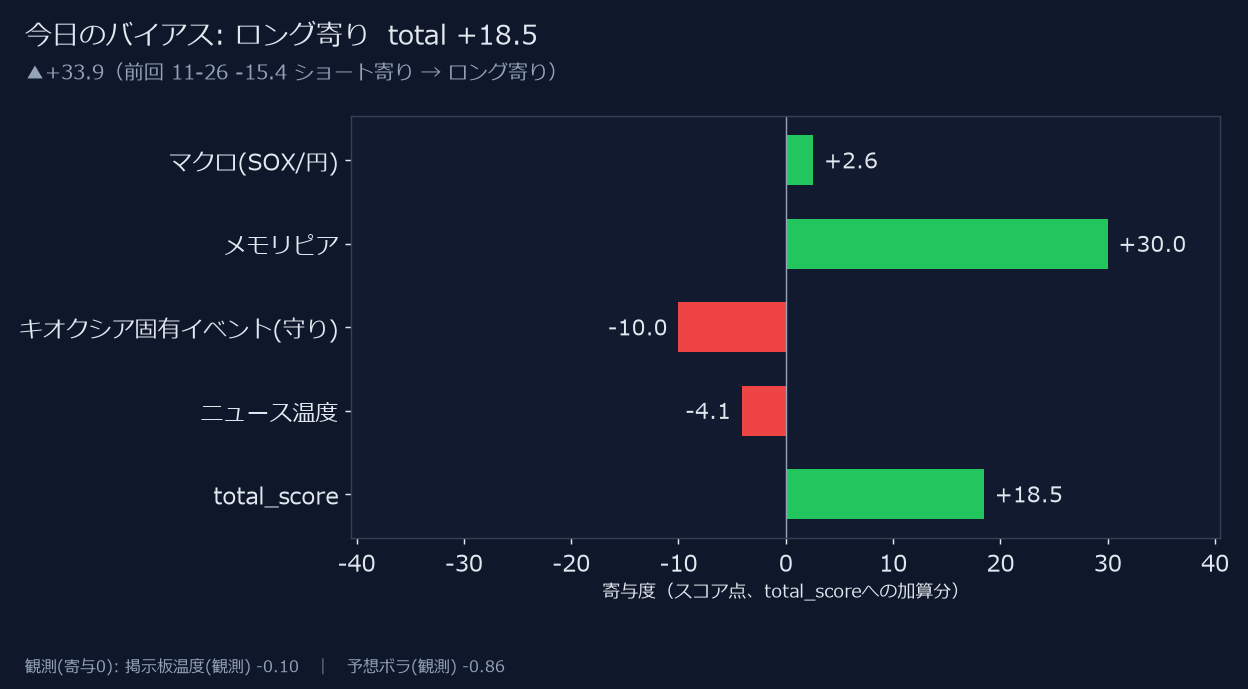 今日のバイアス: ロング寄り  total +18.5
▲+33.9（前回 11-26 -15.4 ショート寄り → ロング寄り）
マクロ(SOX/円)
+2.6
メモリピア
+30.0
キオクシア固有イベント(守り)
-10.0
ニュース温度
-4.1
total_score
+18.5
-40 -30 -20 -10 0 10 20 30 40
寄与度（スコア点、total_scoreへの加算分）
観測(寄与0): 掲示板温度(観測) -0.10  |  予想ボラ(観測) -0.86